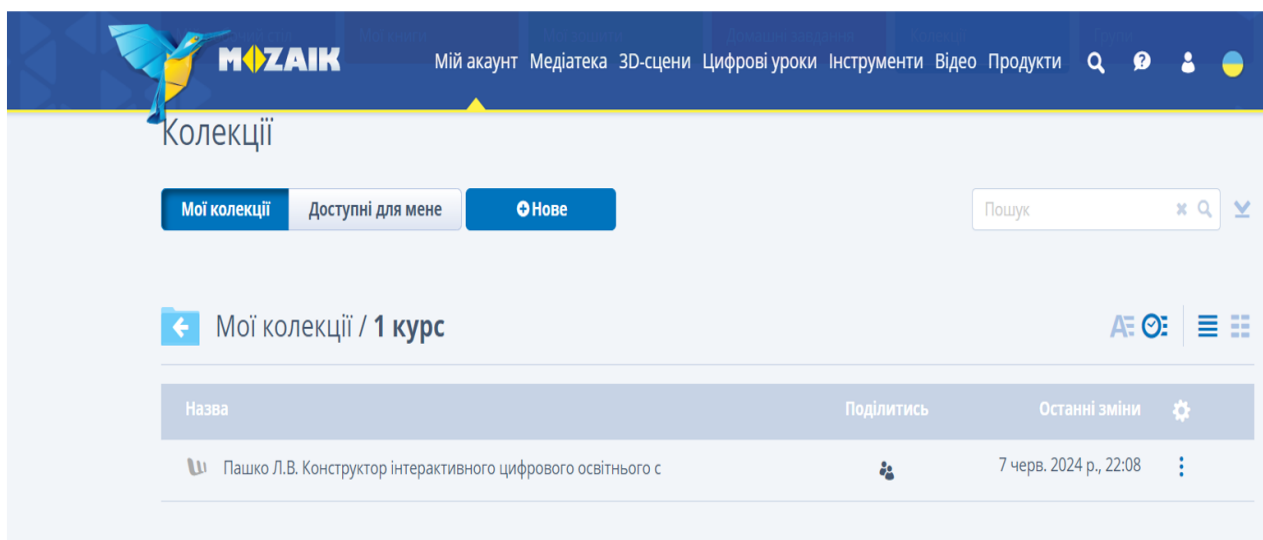 MOZAIK
Мій акаунт Медіатека 3D-сцени Цифрові уроки Інструменти Відео Продукти
Колекції
Мої колекції Доступні для мене Нове Пошук
Мої колекції / 1 курс
Назва Поділитись Останні зміни
Пашко Л.В. Конструктор інтерактивного цифрового освітнього с 7 черв. 2024 р., 22:08